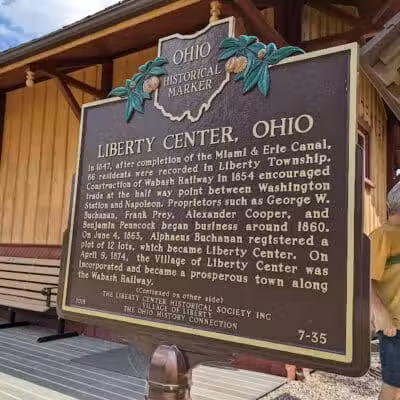 OHIO
HISTORICAL
MARKER
LIBERTY CENTER, OHIO
In 1847, after completion of the Miami & Erie Canal,
66 residents were recorded in Liberty Township.
Construction of Wabash Railway in 1854 encouraged
trade at the half way point between Washington
Station and Napoleon. Proprietors such as George W.
Buchanan, Frank Prey, Alexander Cooper, and
Benjamin Penncock began business around 1860.
On June 4, 1863, Alphaeus Buchanan registered a
plot of 12 lots, which became Liberty Center. On
April 9, 1874, the Village of Liberty Center was
incorporated and became a prosperous town along
the Wabash Railway.
(Continued on other side)
THE LIBERTY CENTER HISTORICAL SOCIETY INC
VILLAGE OF LIBERTY
THE OHIO HISTORY CONNECTION
2018
7-35